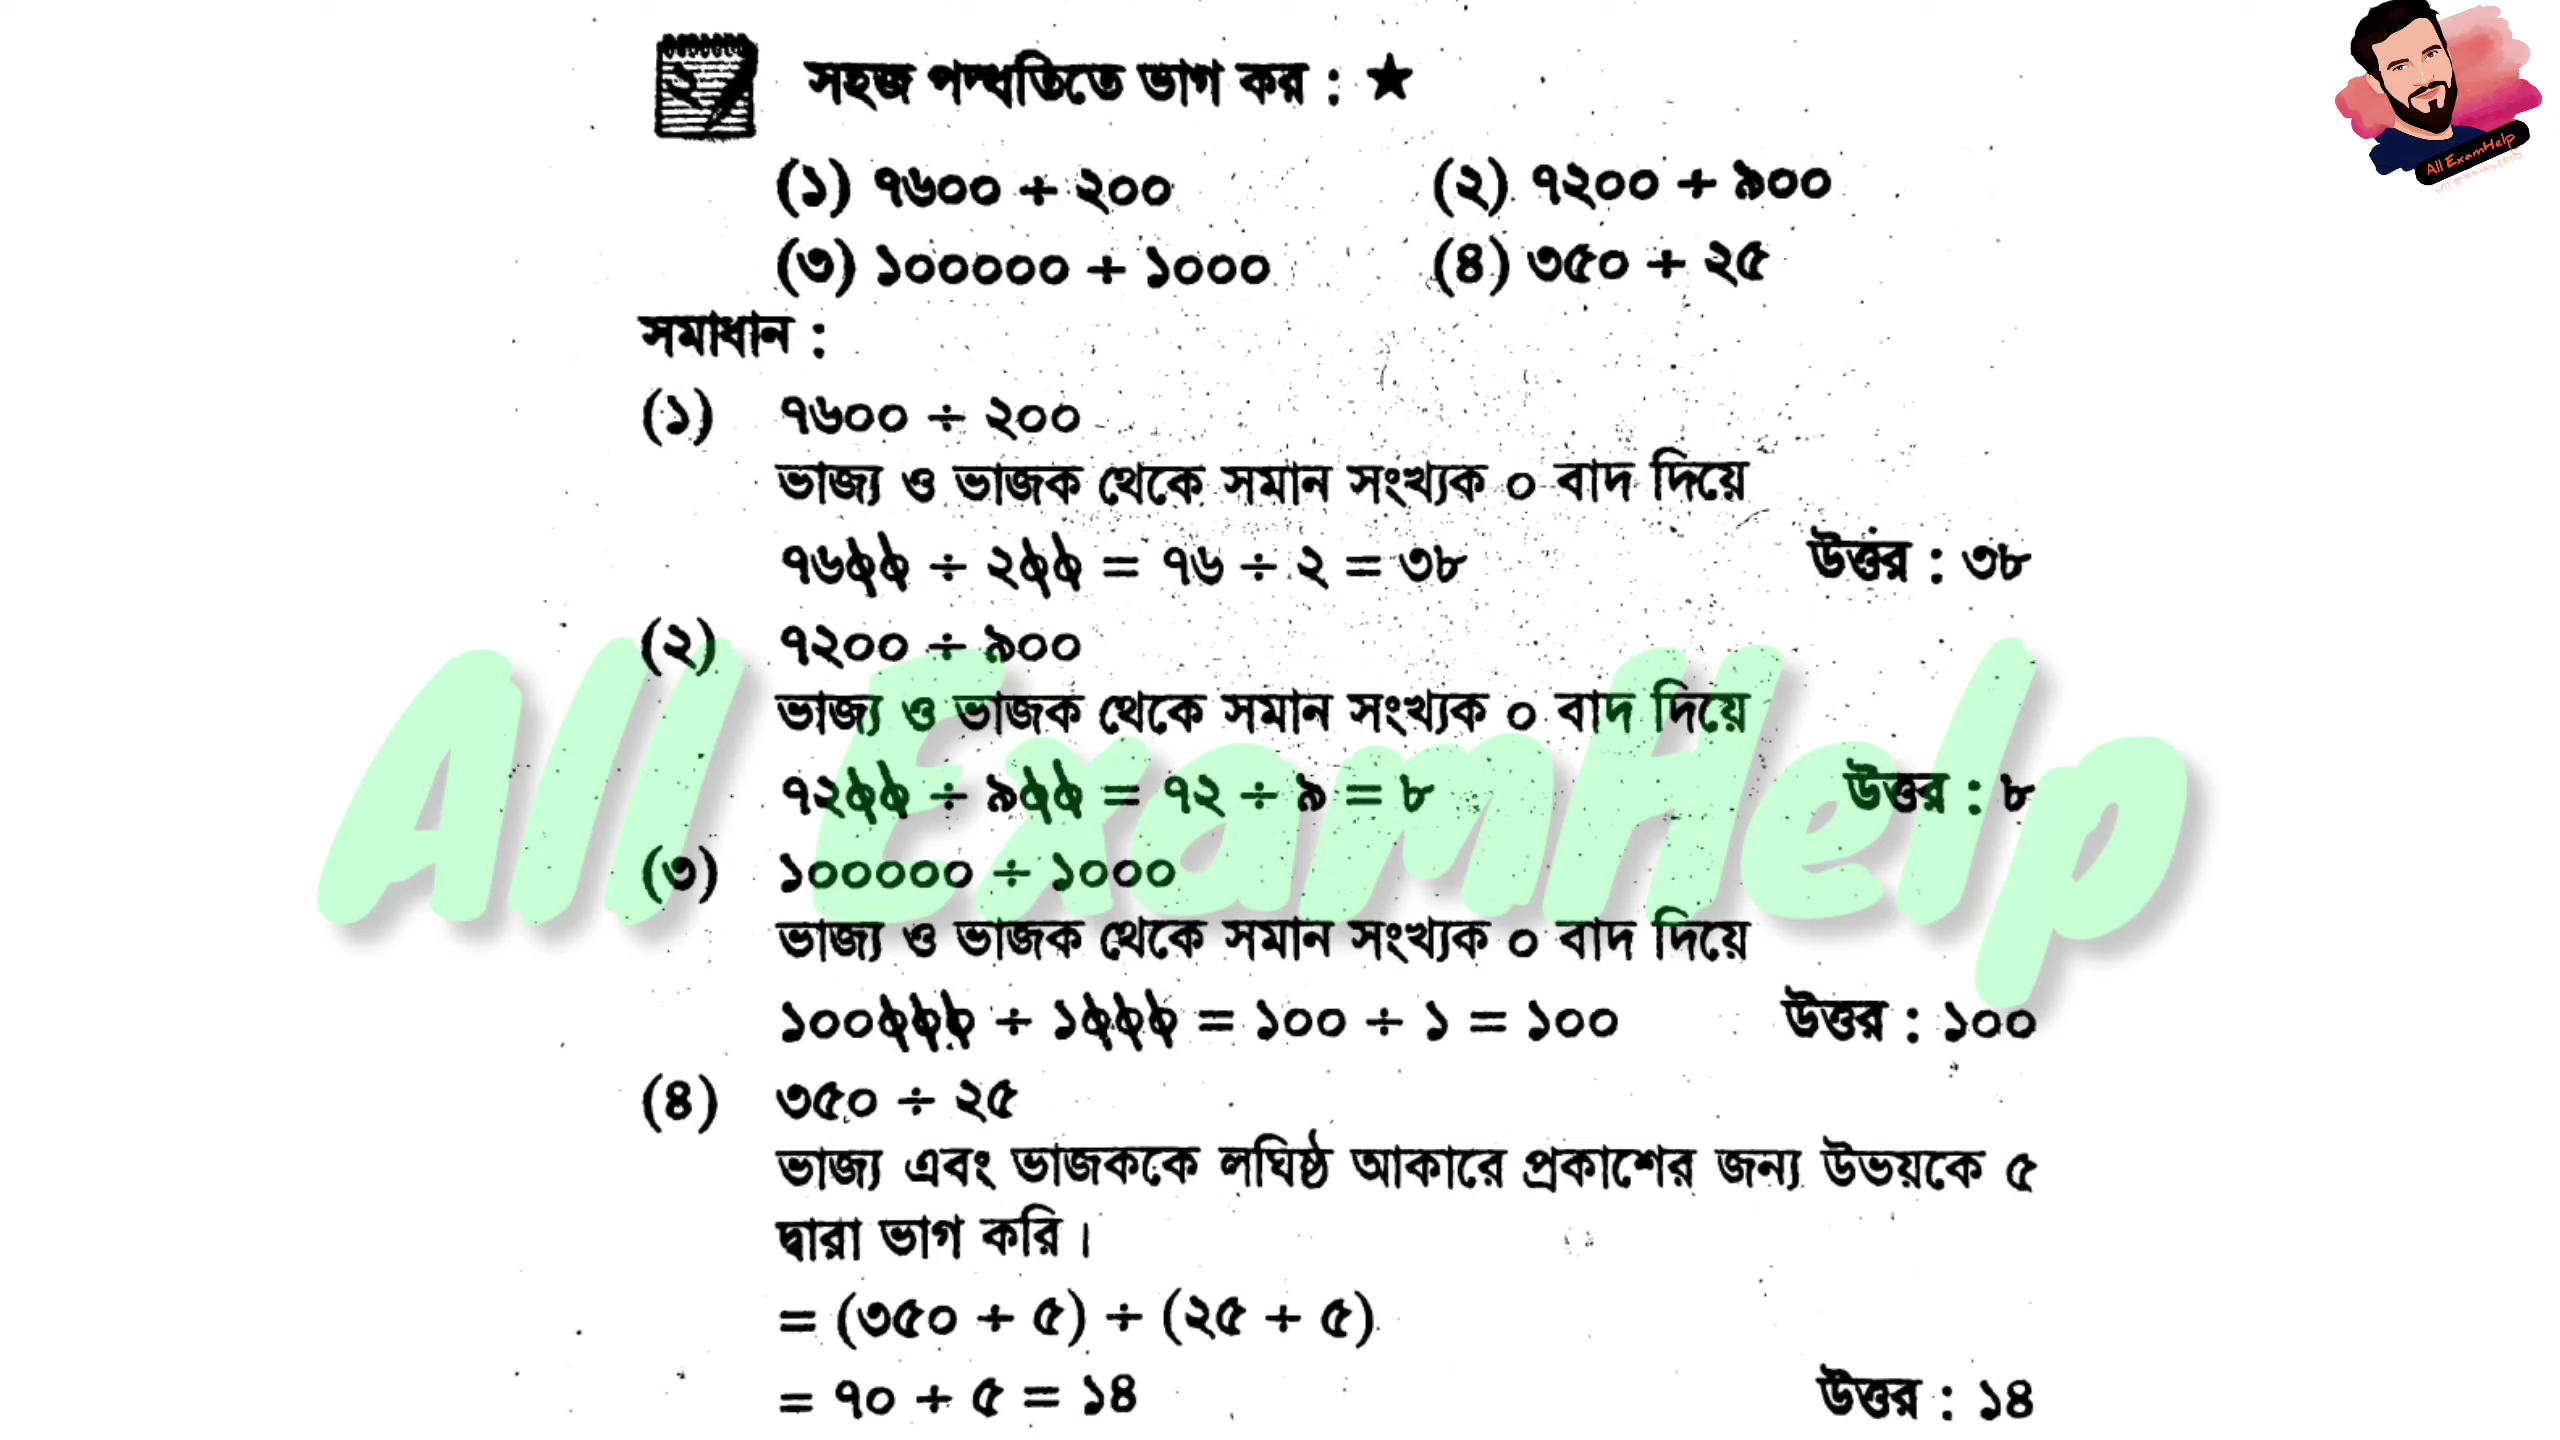 ২ সহজ পদ্ধতিতে ভাগ কর : ★
(১) ৭৬০০ ÷ ২০০ (২) ৭২০০ ÷ ৯০০
(৩) ১০০০০০ ÷ ১০০০ (৪) ৩৫০ ÷ ২৫
সমাধান :
(১) ৭৬০০ ÷ ২০০
ভাজ্য ও ভাজক থেকে সমান সংখ্যক ০ বাদ দিয়ে
৭৬০০ ÷ ২০০ = ৭৬ ÷ ২ = ৩৮ উত্তর : ৩৮
(২) ৭২০০ ÷ ৯০০
ভাজ্য ও ভাজক থেকে সমান সংখ্যক ০ বাদ দিয়ে
৭২০০ ÷ ৯০০ = ৭২ ÷ ৯ = ৮ উত্তর : ৮
(৩) ১০০০০০ ÷ ১০০০
ভাজ্য ও ভাজক থেকে সমান সংখ্যক ০ বাদ দিয়ে
১০০০০০ ÷ ১০০০ = ১০০ ÷ ১ = ১০০ উত্তর : ১০০
(৪) ৩৫০ ÷ ২৫
ভাজ্য এবং ভাজককে লঘিষ্ঠ আকারে প্রকাশের জন্য উভয়কে ৫
দ্বারা ভাগ করি।
= (৩৫০ ÷ ৫) ÷ (২৫ ÷ ৫)
= ৭০ ÷ ৫ = ১৪ উত্তর : ১৪
All ExamHelp
All ExamHelp